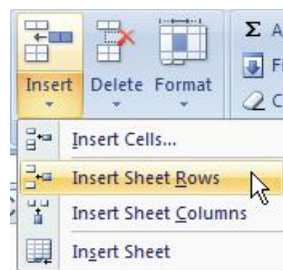 Σ A
Insert Delete Format
F
C
Insert Cells...
Insert Sheet Rows
Insert Sheet Columns
Insert Sheet